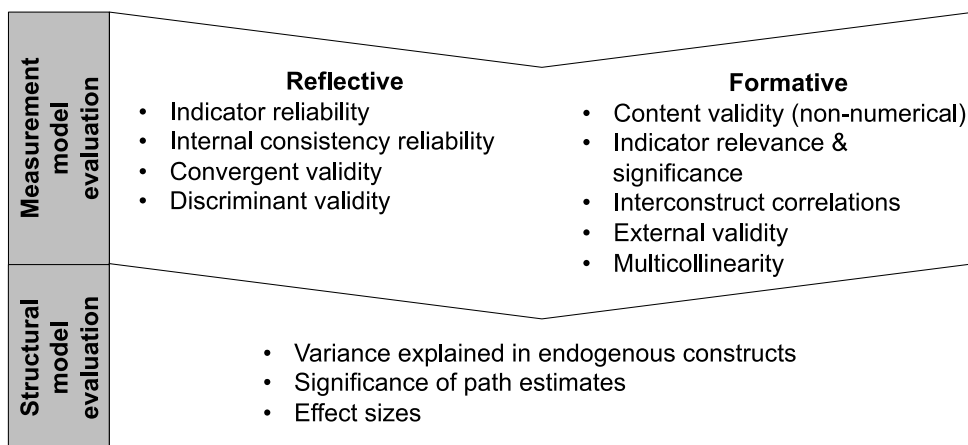 Measurement
model
evaluation
Reflective
• Indicator reliability
• Internal consistency reliability
• Convergent validity
• Discriminant validity
Formative
• Content validity (non-numerical)
• Indicator relevance &
significance
• Interconstruct correlations
• External validity
• Multicollinearity
Structural
model
evaluation
• Variance explained in endogenous constructs
• Significance of path estimates
• Effect sizes